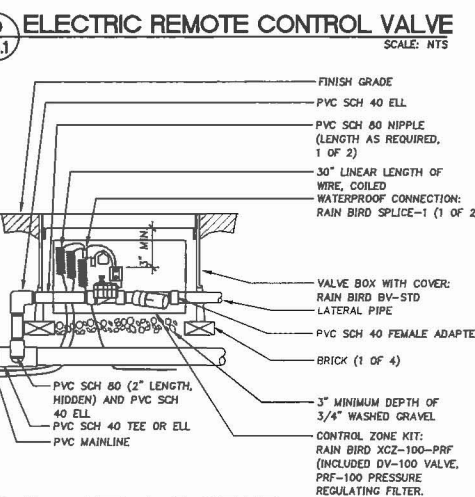 .1
ELECTRIC REMOTE CONTROL VALVE
SCALE: NTS
FINISH GRADE
PVC SCH 40 ELL
PVC SCH 80 NIPPLE
(LENGTH AS REQUIRED,
1 OF 2)
30" LINEAR LENGTH OF
WIRE, COILED
WATERPROOF CONNECTION:
RAIN BIRD SPLICE-1 (1 OF 2
3" MIN.
VALVE BOX WITH COVER:
RAIN BIRD BV-STD
LATERAL PIPE
PVC SCH 40 FEMALE ADAPTE
BRICK (1 OF 4)
PVC SCH 80 (2" LENGTH,
HIDDEN) AND PVC SCH
40 ELL
PVC SCH 40 TEE OR ELL
PVC MAINLINE
3" MINIMUM DEPTH OF
3/4" WASHED GRAVEL
CONTROL ZONE KIT:
RAIN BIRD XCZ-100-PRF
(INCLUDED DV-100 VALVE,
PRF-100 PRESSURE
REGULATING FILTER.